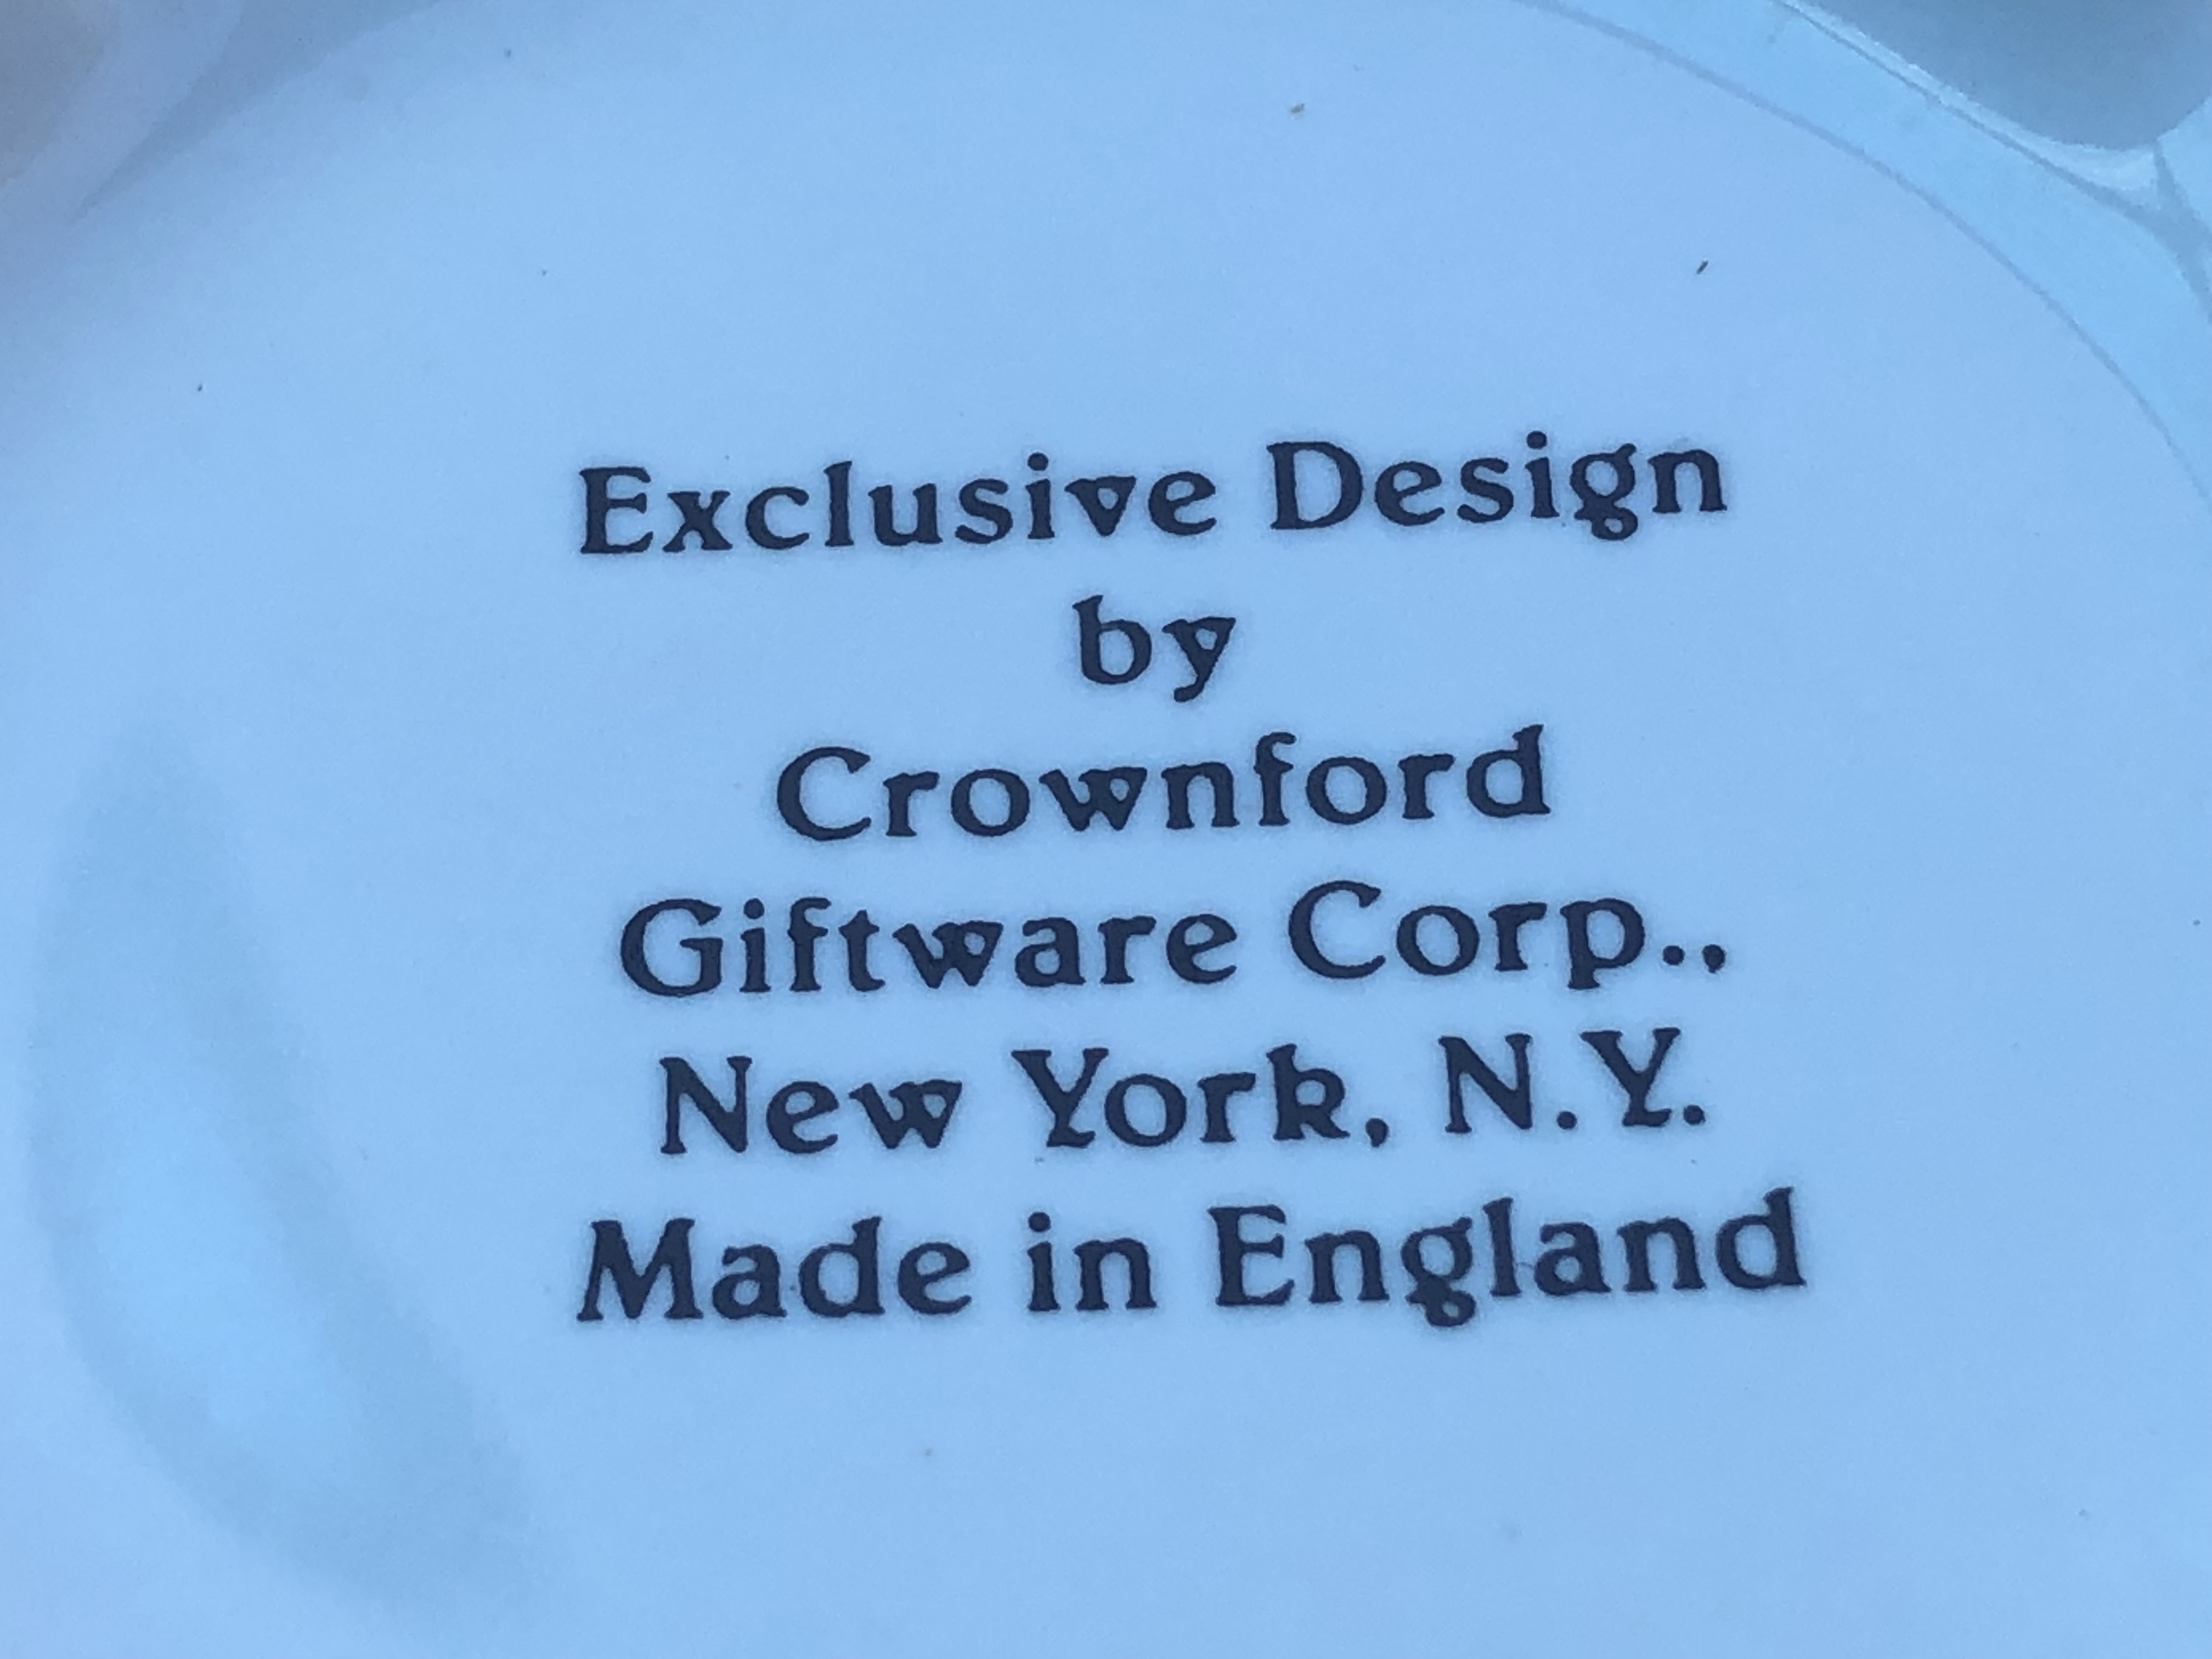 Exclusive Design
by
Crownford
Giftware Corp.,
New York, N.Y.
Made in England